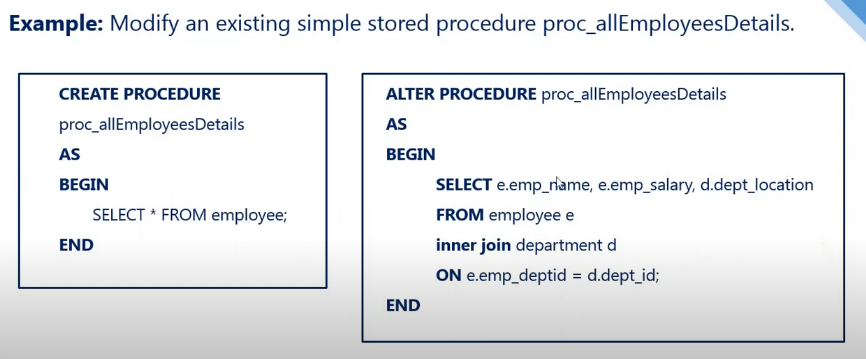 Example: Modify an existing simple stored procedure proc_allEmployeesDetails.
CREATE PROCEDURE
proc_allEmployeesDetails
AS
BEGIN
SELECT * FROM employee;
END
ALTER PROCEDURE proc_allEmployeesDetails
AS
BEGIN
SELECT e.emp_name, e.emp_salary, d.dept_location
FROM employee e
inner join department d
ON e.emp_deptid = d.dept_id;
END